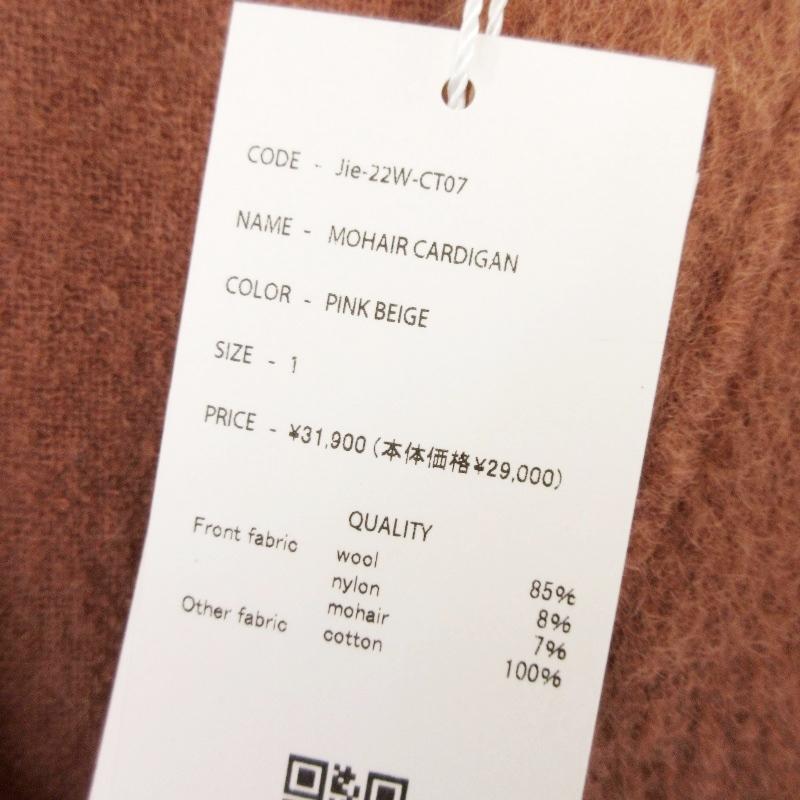 CODE - Jie-22W-CT07
NAME - MOHAIR CARDIGAN
COLOR - PINK BEIGE
SIZE - 1
PRICE - ¥31,900 (本体価格¥29,000)
QUALITY
Front fabric wool 85%
nylon 8%
mohair 7%
Other fabric cotton 100%